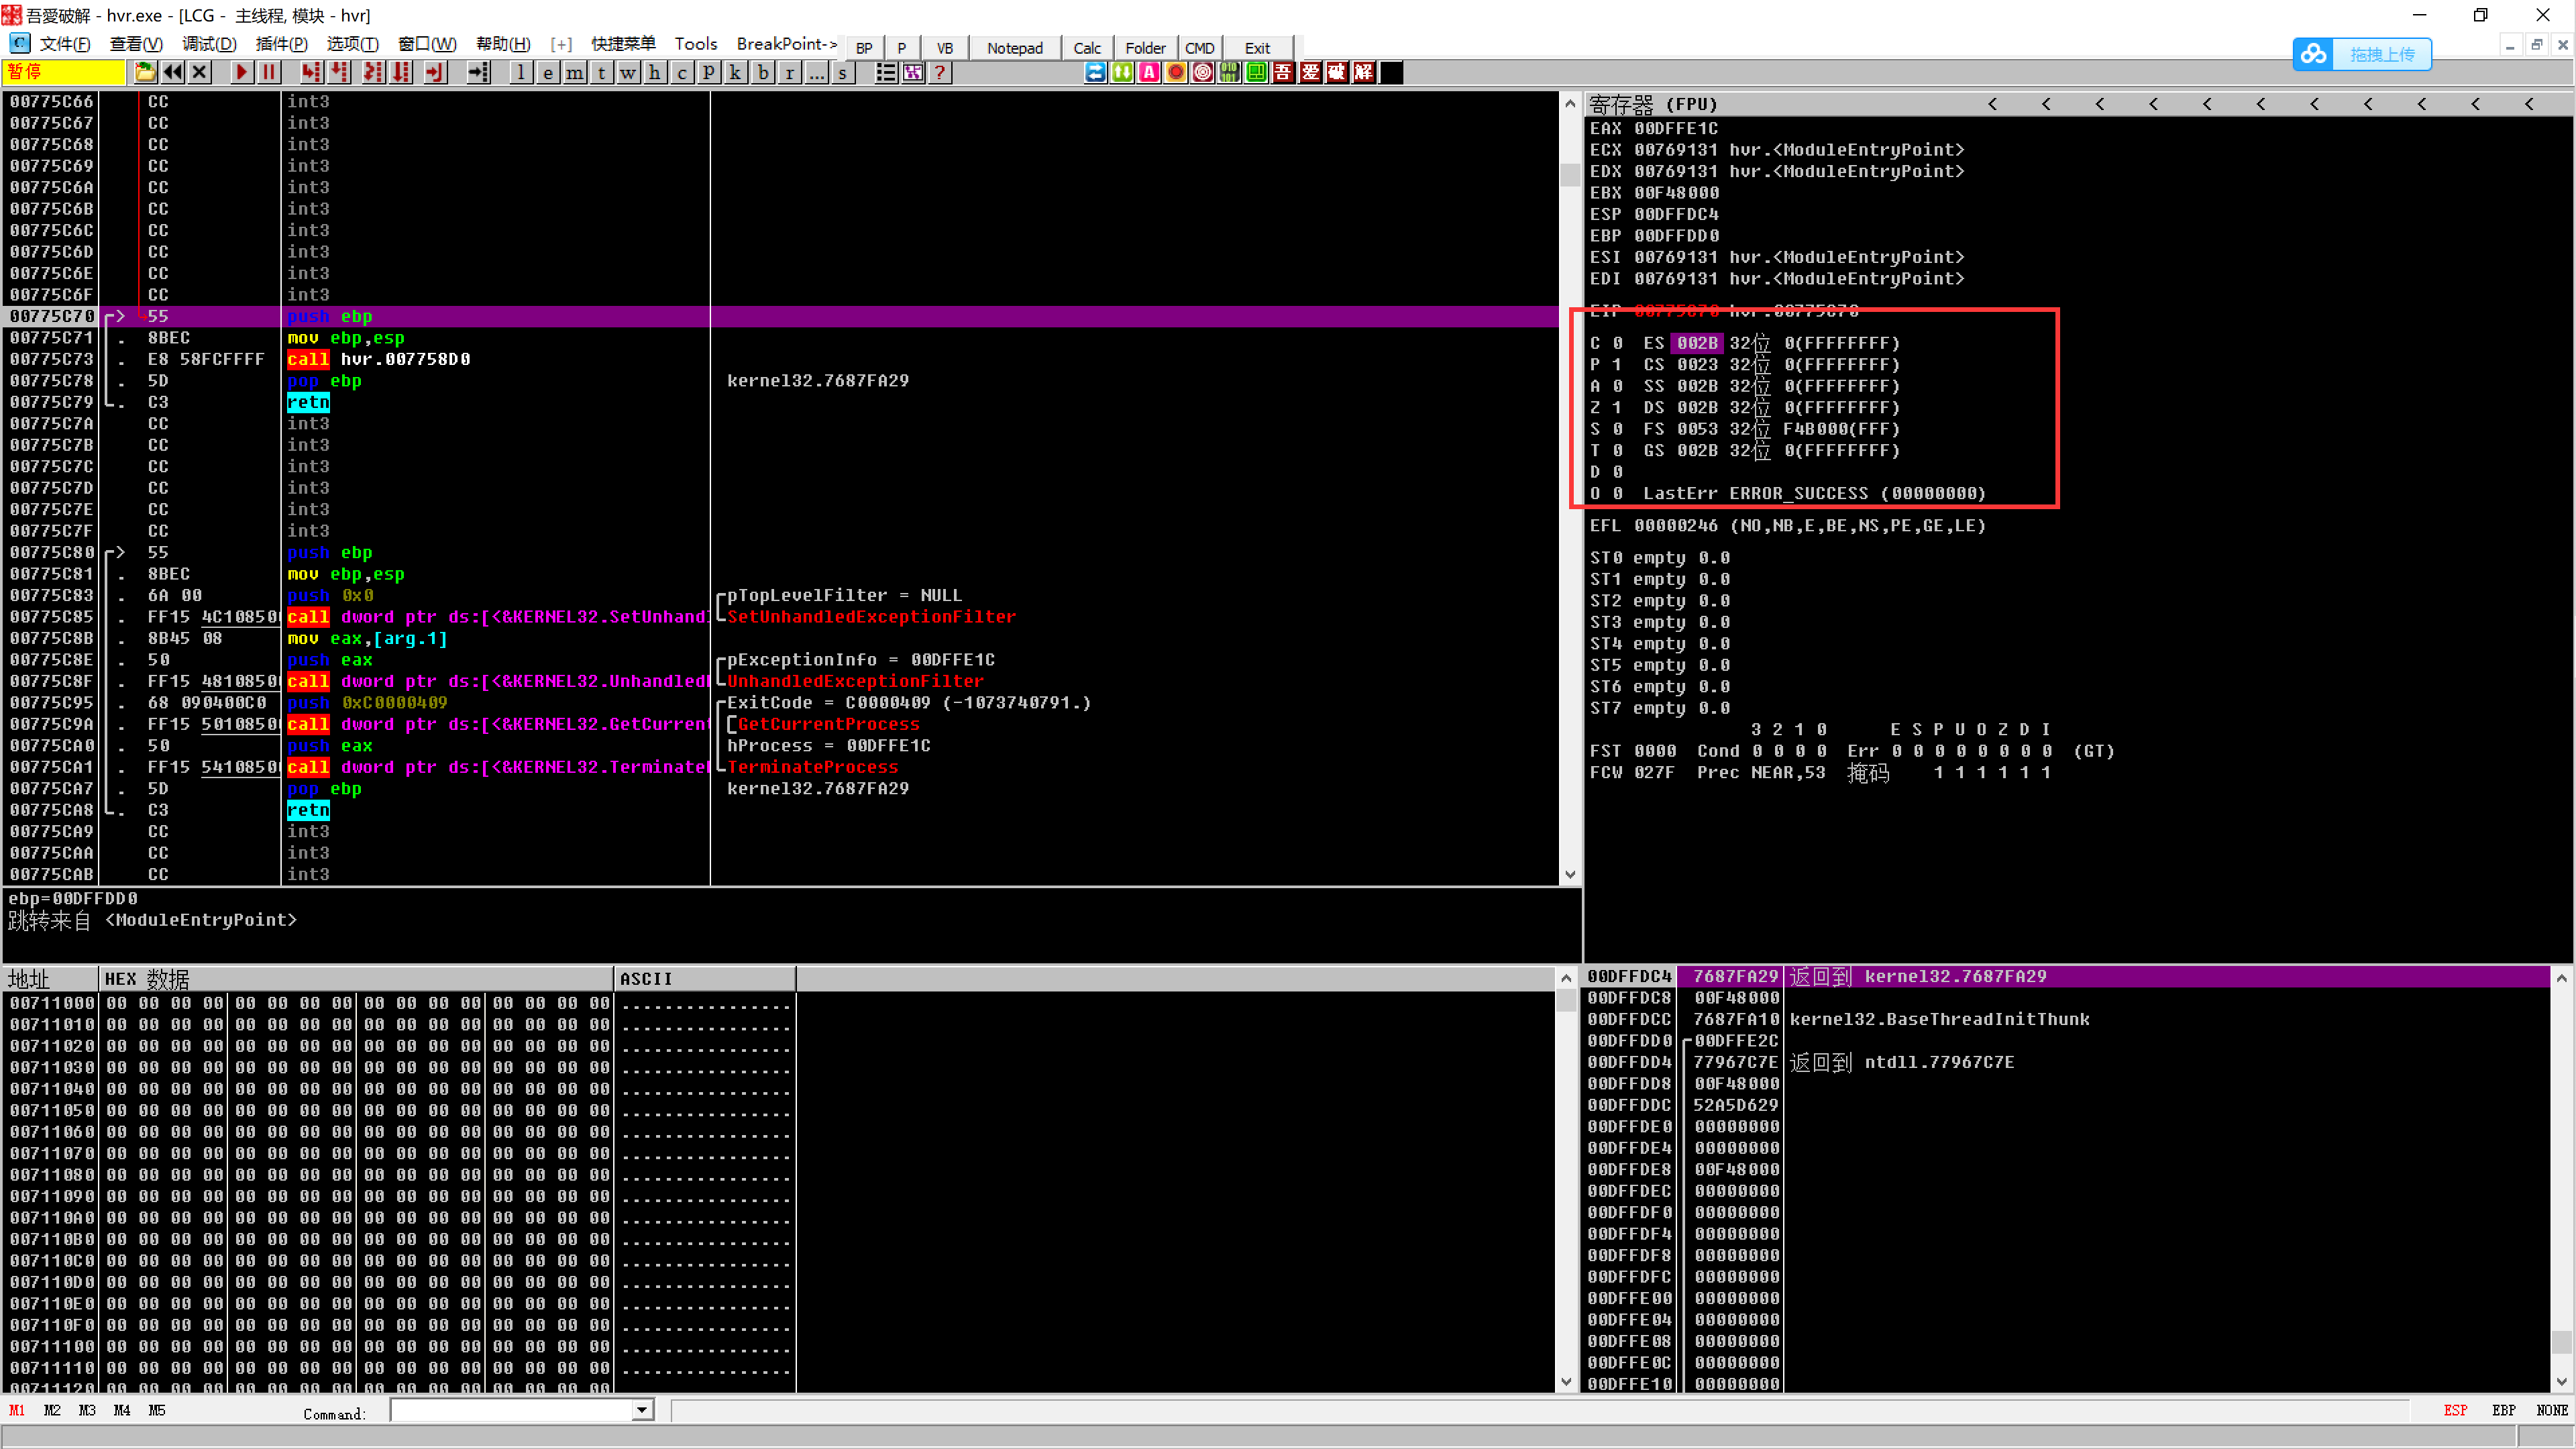 吾愛破解 - hvr.exe - [LCG - 主线程, 模块 - hvr]
文件(F) 查看(V) 调试(D) 插件(P) 选项(T) 窗口(W) 帮助(H) [+] 快捷菜单 Tools BreakPoint-> BP P VB Notepad Calc Folder CMD Exit
拖拽上传
暂停 l e m t w h c P k b r ... s ? 吾 爱 破 解
00775C66 CC int3
00775C67 CC int3
00775C68 CC int3
00775C69 CC int3
00775C6A CC int3
00775C6B CC int3
00775C6C CC int3
00775C6D CC int3
00775C6E CC int3
00775C6F CC int3
00775C70 > 55 push ebp
00775C71 . 8BEC mov ebp,esp
00775C73 . E8 58FCFFFF call hvr.007758D0
00775C78 . 5D pop ebp kernel32.7687FA29
00775C79 . C3 retn
00775C7A CC int3
00775C7B CC int3
00775C7C CC int3
00775C7D CC int3
00775C7E CC int3
00775C7F CC int3
00775C80 > 55 push ebp
00775C81 . 8BEC mov ebp,esp
00775C83 . 6A 00 push 0x0 pTopLevelFilter = NULL
00775C85 . FF15 4C108500 call dword ptr ds:[<&KERNEL32.SetUnhandl SetUnhandledExceptionFilter
00775C8B . 8B45 08 mov eax,[arg.1]
00775C8E . 50 push eax pExceptionInfo = 00DFFE1C
00775C8F . FF15 48108500 call dword ptr ds:[<&KERNEL32.Unhandled UnhandledExceptionFilter
00775C95 . 68 090400C0 push 0xC0000409 ExitCode = C0000409 (-1073740791.)
00775C9A . FF15 50108500 call dword ptr ds:[<&KERNEL32.GetCurrent GetCurrentProcess
00775CA0 . 50 push eax hProcess = 00DFFE1C
00775CA1 . FF15 54108500 call dword ptr ds:[<&KERNEL32.Terminate TerminateProcess
00775CA7 . 5D pop ebp kernel32.7687FA29
00775CA8 . C3 retn
00775CA9 CC int3
00775CAA CC int3
00775CAB CC int3
ebp=00DFFDD0
跳转来自 <ModuleEntryPoint>
寄存器 (FPU) < < < < < < < < < < <
EAX 00DFFE1C
ECX 00769131 hvr.<ModuleEntryPoint>
EDX 00769131 hvr.<ModuleEntryPoint>
EBX 00F48000
ESP 00DFFDC4
EBP 00DFFDD0
ESI 00769131 hvr.<ModuleEntryPoint>
EDI 00769131 hvr.<ModuleEntryPoint>
EIP 00775C70 hvr.00775C70
C 0 ES 002B 32位 0(FFFFFFFF)
P 1 CS 0023 32位 0(FFFFFFFF)
A 0 SS 002B 32位 0(FFFFFFFF)
Z 1 DS 002B 32位 0(FFFFFFFF)
S 0 FS 0053 32位 F4B000(FFF)
T 0 GS 002B 32位 0(FFFFFFFF)
D 0
O 0 LastErr ERROR_SUCCESS (00000000)
EFL 00000246 (NO,NB,E,BE,NS,PE,GE,LE)
ST0 empty 0.0
ST1 empty 0.0
ST2 empty 0.0
ST3 empty 0.0
ST4 empty 0.0
ST5 empty 0.0
ST6 empty 0.0
ST7 empty 0.0
3 2 1 0 E S P U O Z D I
FST 0000 Cond 0 0 0 0 Err 0 0 0 0 0 0 0 0 (GT)
FCW 027F Prec NEAR,53 掩码 1 1 1 1 1 1
地址 HEX 数据 ASCII
00711000 00 00 00 00 00 00 00 00 00 00 00 00 00 00 00 00 ................
00711010 00 00 00 00 00 00 00 00 00 00 00 00 00 00 00 00 ................
00711020 00 00 00 00 00 00 00 00 00 00 00 00 00 00 00 00 ................
00711030 00 00 00 00 00 00 00 00 00 00 00 00 00 00 00 00 ................
00711040 00 00 00 00 00 00 00 00 00 00 00 00 00 00 00 00 ................
00711050 00 00 00 00 00 00 00 00 00 00 00 00 00 00 00 00 ................
00711060 00 00 00 00 00 00 00 00 00 00 00 00 00 00 00 00 ................
00711070 00 00 00 00 00 00 00 00 00 00 00 00 00 00 00 00 ................
00711080 00 00 00 00 00 00 00 00 00 00 00 00 00 00 00 00 ................
00711090 00 00 00 00 00 00 00 00 00 00 00 00 00 00 00 00 ................
007110A0 00 00 00 00 00 00 00 00 00 00 00 00 00 00 00 00 ................
007110B0 00 00 00 00 00 00 00 00 00 00 00 00 00 00 00 00 ................
007110C0 00 00 00 00 00 00 00 00 00 00 00 00 00 00 00 00 ................
007110D0 00 00 00 00 00 00 00 00 00 00 00 00 00 00 00 00 ................
007110E0 00 00 00 00 00 00 00 00 00 00 00 00 00 00 00 00 ................
007110F0 00 00 00 00 00 00 00 00 00 00 00 00 00 00 00 00 ................
00711100 00 00 00 00 00 00 00 00 00 00 00 00 00 00 00 00 ................
00711110 00 00 00 00 00 00 00 00 00 00 00 00 00 00 00 00 ................
00711120 00 00 00 00 00 00 00 00 00 00 00 00 00 00 00 00
00DFFDC4 7687FA29 返回到 kernel32.7687FA29
00DFFDC8 00F48000
00DFFDCC 7687FA10 kernel32.BaseThreadInitThunk
00DFFDD0 00DFFE2C
00DFFDD4 77967C7E 返回到 ntdll.77967C7E
00DFFDD8 00F48000
00DFFDDC 52A5D629
00DFFDE0 00000000
00DFFDE4 00000000
00DFFDE8 00F48000
00DFFDEC 00000000
00DFFDF0 00000000
00DFFDF4 00000000
00DFFDF8 00000000
00DFFDFC 00000000
00DFFE00 00000000
00DFFE04 00000000
00DFFE08 00000000
00DFFE0C 00000000
00DFFE10 00000000
M1 M2 M3 M4 M5 Command: ESP EBP NONE